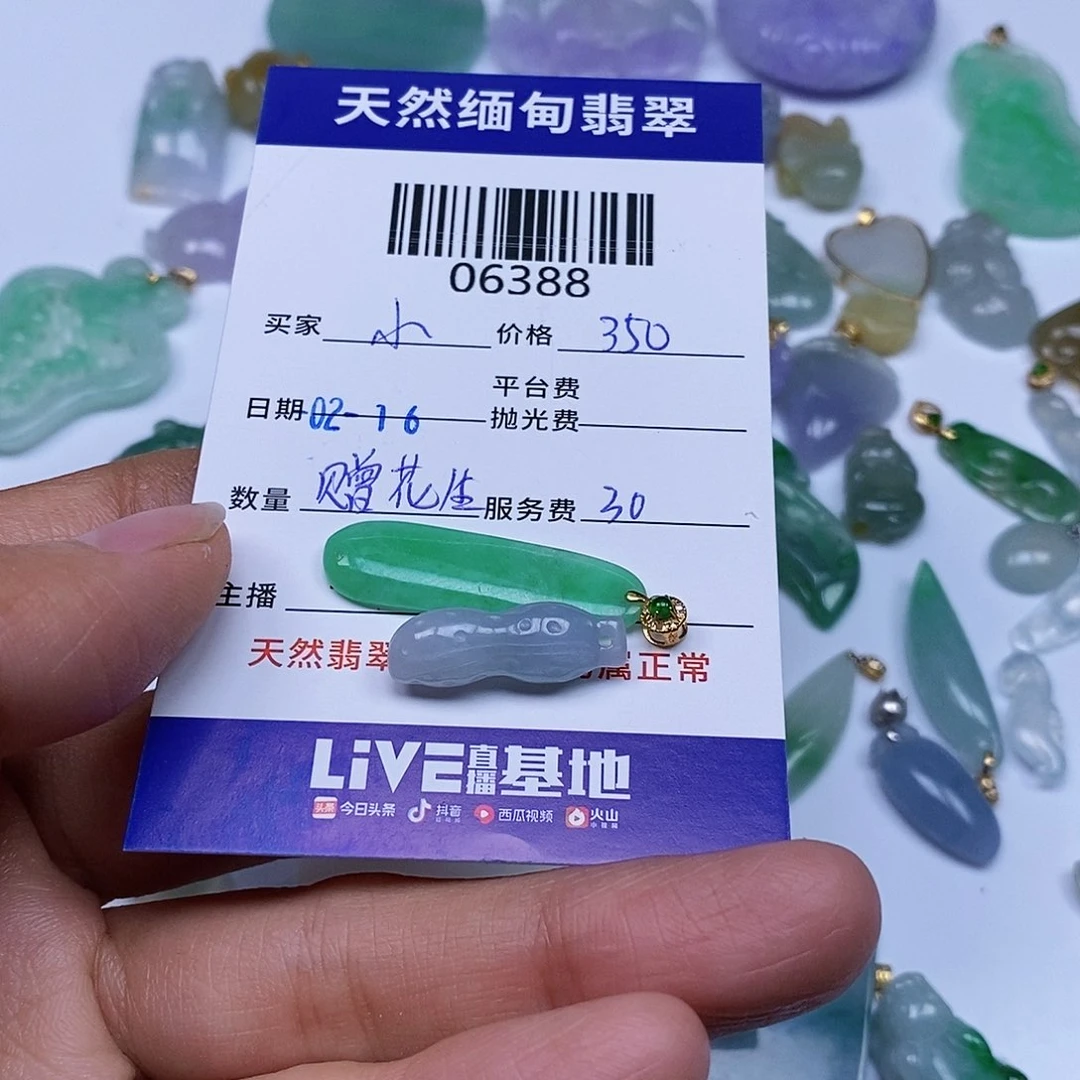 天然缅甸翡翠
06388
买家 小 价格 350
平台费
日期 02-16 抛光费
数量 赠花生 服务费 30
主播
天然翡翠 属正常
LiVE直播基地
头条 今日头条 抖音 西瓜视频 火山